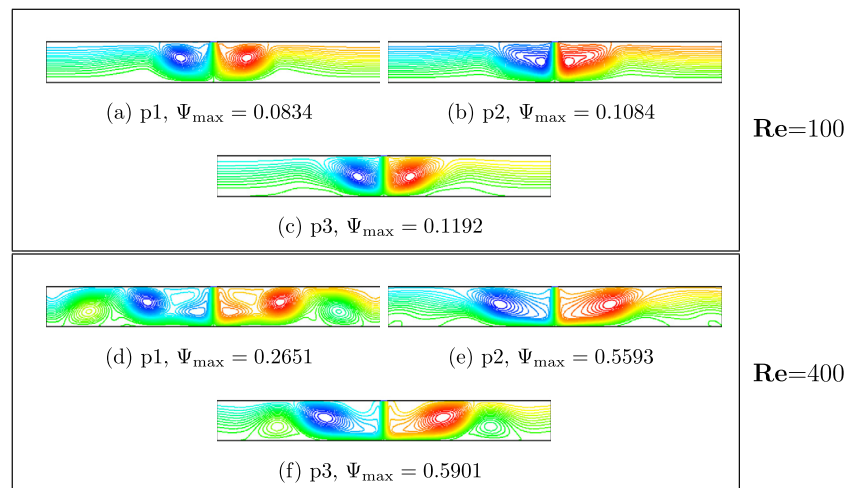 (a) p1, Ψmax = 0.0834
(b) p2, Ψmax = 0.1084
Re=100
(c) p3, Ψmax = 0.1192
(d) p1, Ψmax = 0.2651
(e) p2, Ψmax = 0.5593
Re=400
(f) p3, Ψmax = 0.5901